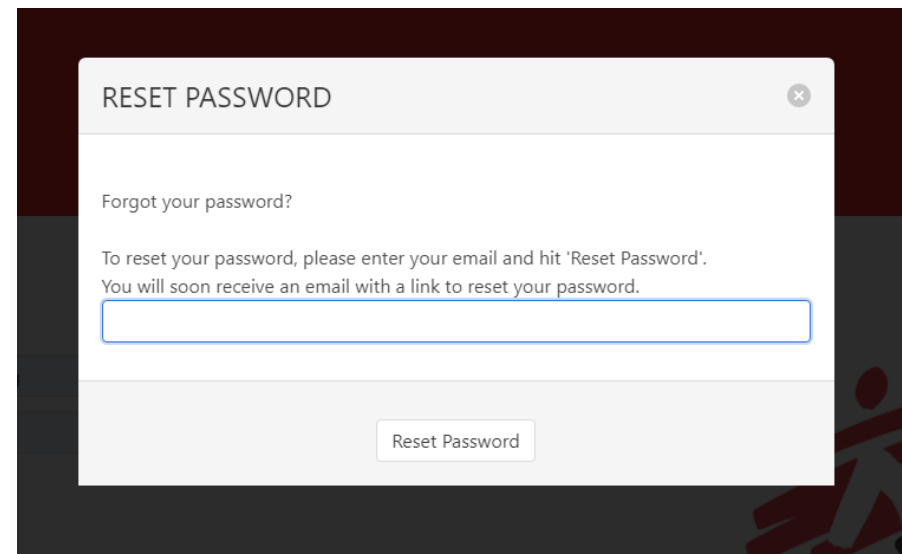 RESET PASSWORD
Forgot your password?
To reset your password, please enter your email and hit 'Reset Password'.
You will soon receive an email with a link to reset your password.
Reset Password